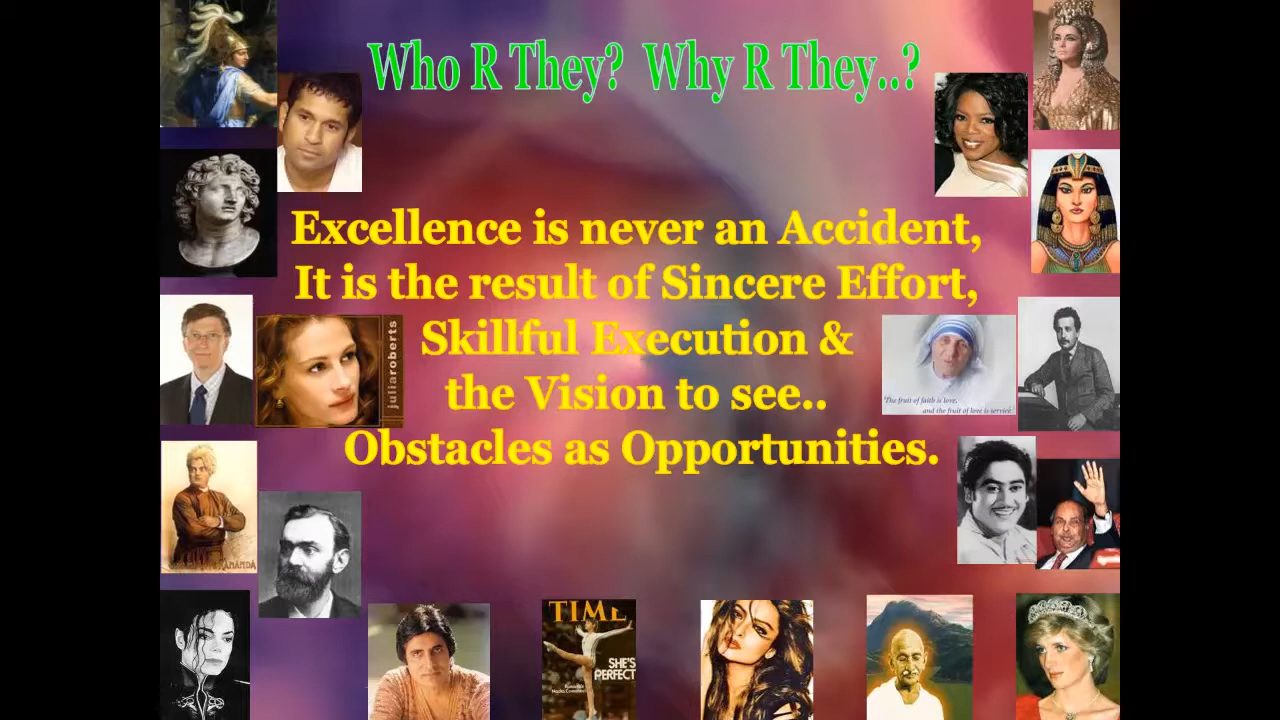 Who R They? Why R They..?
Excellence is never an Accident,
It is the result of Sincere Effort,
Skillful Execution &
the Vision to see..
Obstacles as Opportunities.
juliaroberts
"The fruit of faith is love,
and the fruit of love is service."
ANANDA
TIME
SHE'S
PERFECT